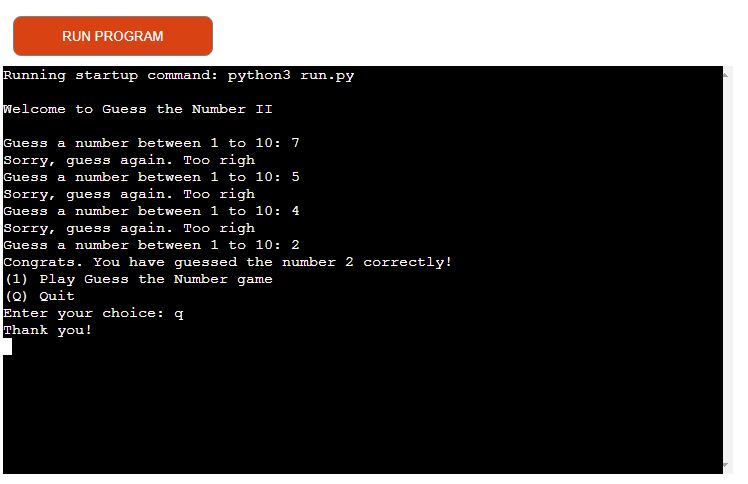 RUN PROGRAM
Running startup command: python3 run.py
Welcome to Guess the Number II
Guess a number between 1 to 10: 7
Sorry, guess again. Too righ
Guess a number between 1 to 10: 5
Sorry, guess again. Too righ
Guess a number between 1 to 10: 4
Sorry, guess again. Too righ
Guess a number between 1 to 10: 2
Congrats. You have guessed the number 2 correctly!
(1) Play Guess the Number game
(Q) Quit
Enter your choice: q
Thank you!